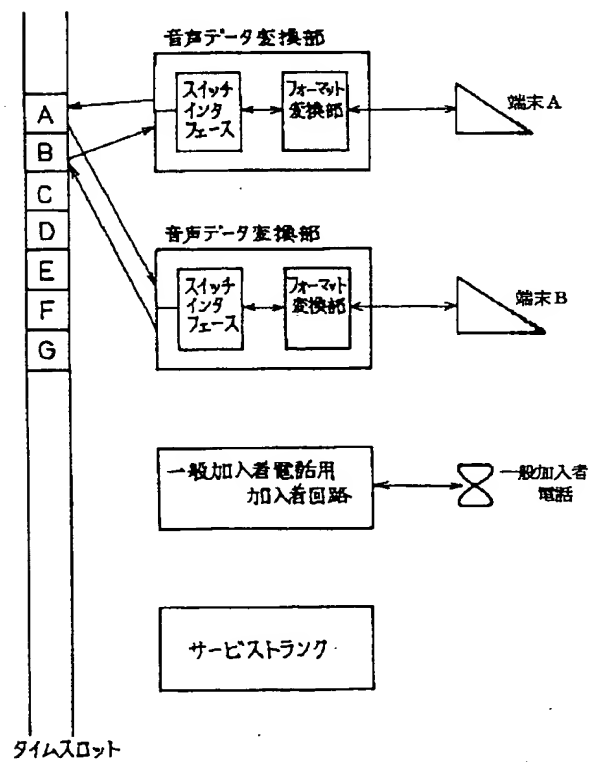 音声データ変換部
スイッチ
インタ
フェース
フォーマット
変換部
端末A
A
B
C
D
E
F
G
音声データ変換部
スイッチ
インタ
フェース
フォーマット
変換部
端末B
一般加入者電話用
加入者回路
一般加入者
電話
サービストランク
タイムスロット